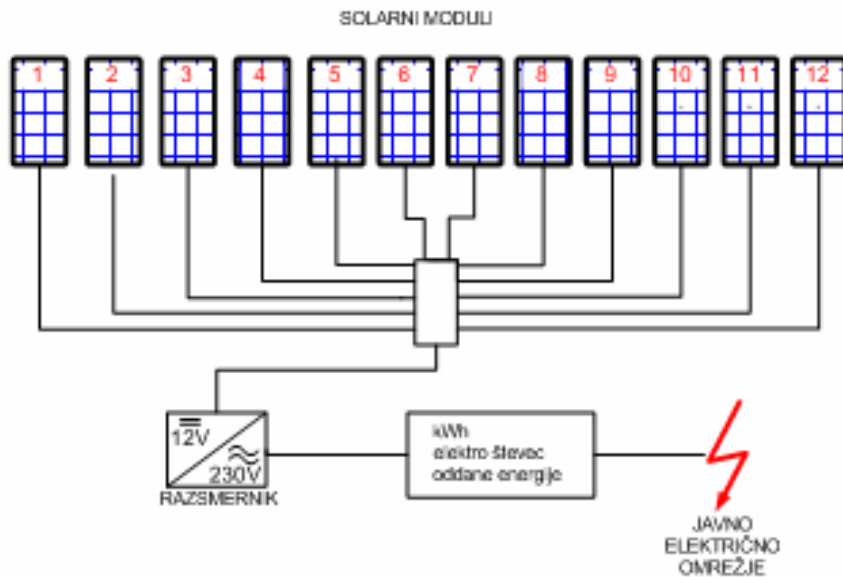 SOLARNI MODULI
1 2 3 4 5 6 7 8 9 10 11 12
12V
230V
RAZSMERNIK
kWh
elektro števec
oddane energije
JAVNO
ELEKTRIČNO
OMREŽJE